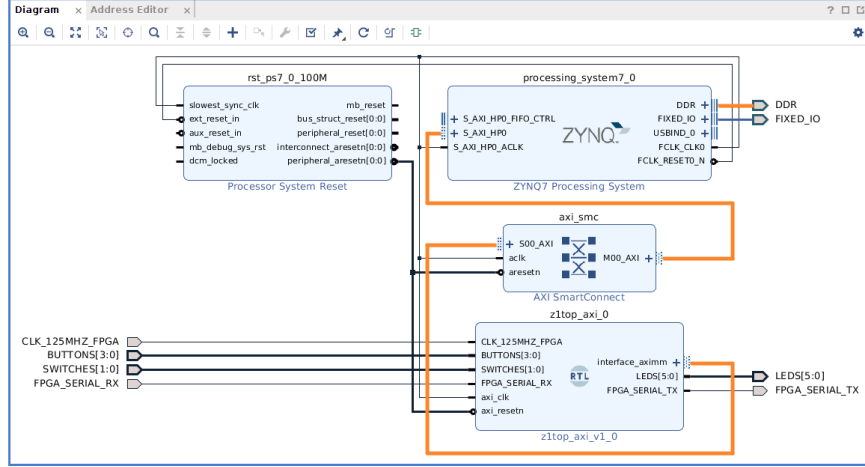 Diagram × Address Editor ×
? □
rst_ps7_0_100M
slowest_sync_clk mb_reset
ext_reset_in bus_struct_reset[0:0]
aux_reset_in peripheral_reset[0:0]
mb_debug_sys_rst interconnect_aresetn[0:0]
dcm_locked peripheral_aresetn[0:0]
Processor System Reset
processing_system7_0
DDR
S_AXI_HP0_FIFO_CTRL FIXED_IO
S_AXI_HP0 USBIND_0
S_AXI_HP0_ACLK FCLK_CLK0
FCLK_RESET0_N
ZYNQ
ZYNQ7 Processing System
DDR
FIXED_IO
axi_smc
S00_AXI
aclk M00_AXI
aresetn
AXI SmartConnect
z1top_axi_0
CLK_125MHZ_FPGA
BUTTONS[3:0]
SWITCHES[1:0]
FPGA_SERIAL_RX
CLK_125MHZ_FPGA
BUTTONS[3:0] interface_aximm
SWITCHES[1:0] LEDS[5:0]
FPGA_SERIAL_RX FPGA_SERIAL_TX
axi_clk
axi_resetn
RTL
z1top_axi_v1_0
LEDS[5:0]
FPGA_SERIAL_TX